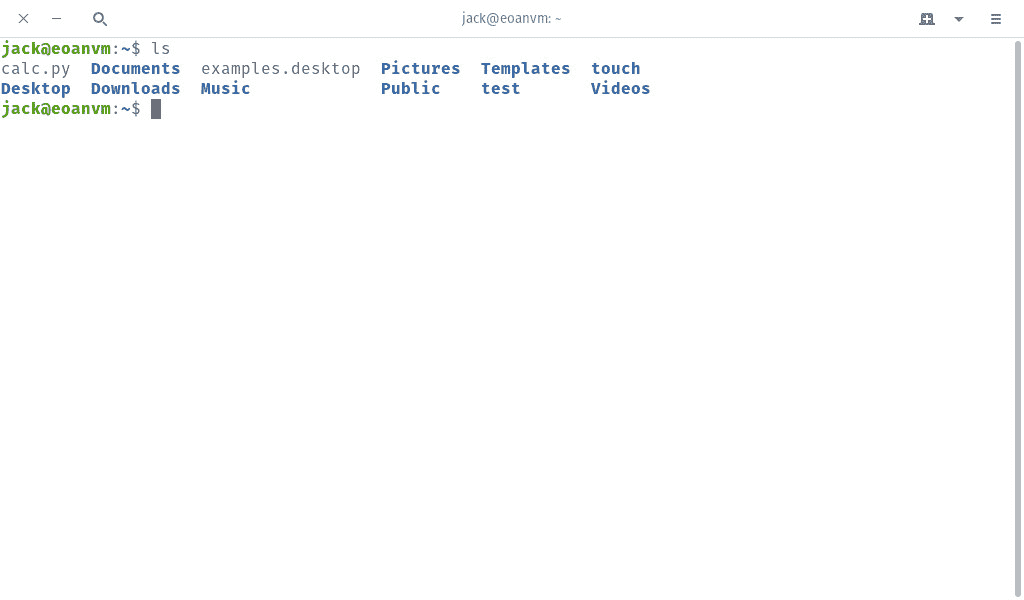 jack@eoanvm: ~
jack@eoanvm:~$ ls
calc.py  Documents  examples.desktop  Pictures  Templates  touch
Desktop  Downloads  Music             Public    test       Videos
jack@eoanvm:~$